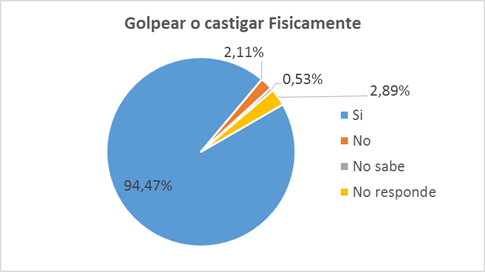 Golpear o castigar Fisicamente
2,11%
0,53%
2,89%
94,47%
Si
No
No sabe
No responde